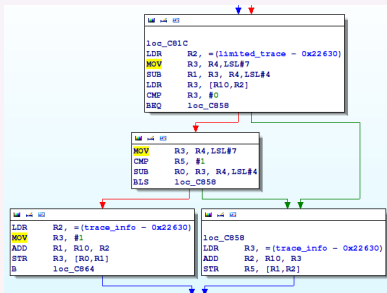 loc_C81C
LDR R2, =(limited_trace - 0x22630)
MOV R3, R4,LSL#7
SUB R1, R3, R4,LSL#4
LDR R3, [R10,R2]
CMP R3, #0
BEQ loc_C858
MOV R3, R4,LSL#7
CMP R5, #1
SUB R0, R3, R4,LSL#4
BLS loc_C858
LDR R2, =(trace_info - 0x22630)
MOV R3, #1
ADD R1, R10, R2
STR R3, [R0,R1]
B loc_C864
loc_C858
LDR R3, =(trace_info - 0x22630)
ADD R2, R10, R3
STR R5, [R1,R2]